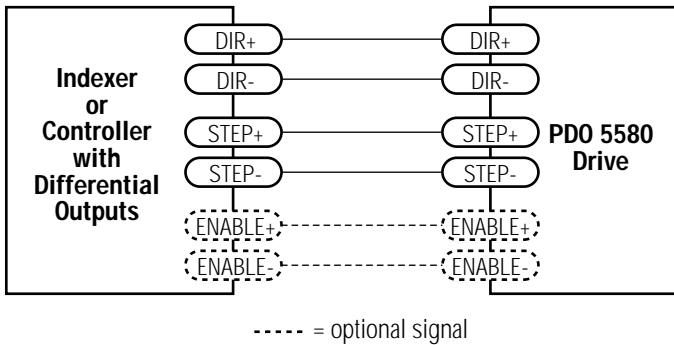 Indexer
or
Controller
with
Differential
Outputs
DIR+
DIR-
STEP+
STEP-
ENABLE+
ENABLE-
DIR+
DIR-
STEP+
STEP-
ENABLE+
ENABLE-
PDO 5580
Drive
= optional signal